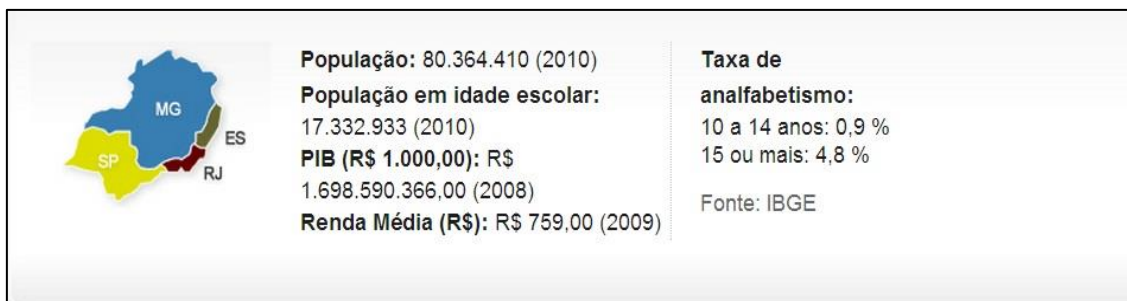 MG
ES
SP
RJ
População: 80.364.410 (2010)
População em idade escolar:
17.332.933 (2010)
PIB (R$ 1.000,00): R$
1.698.590.366,00 (2008)
Renda Média (R$): R$ 759,00 (2009)
Taxa de
analfabetismo:
10 a 14 anos: 0,9 %
15 ou mais: 4,8 %
Fonte: IBGE